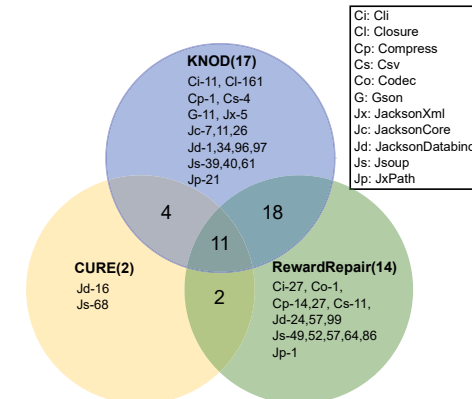 Ci: Cli
Cl: Closure
Cp: Compress
Cs: Csv
Co: Codec
G: Gson
Jx: JacksonXml
Jc: JacksonCore
Jd: JacksonDatabind
Js: Jsoup
Jp: JxPath
KNOD(17)
Ci-11, Cl-161
Cp-1, Cs-4
G-11, Jx-5
Jc-7,11,26
Jd-1,34,96,97
Js-39,40,61
Jp-21
4
18
11
CURE(2)
Jd-16
Js-68
2
RewardRepair(14)
Ci-27, Co-1,
Cp-14,27, Cs-11,
Jd-24,57,99
Js-49,52,57,64,86
Jp-1